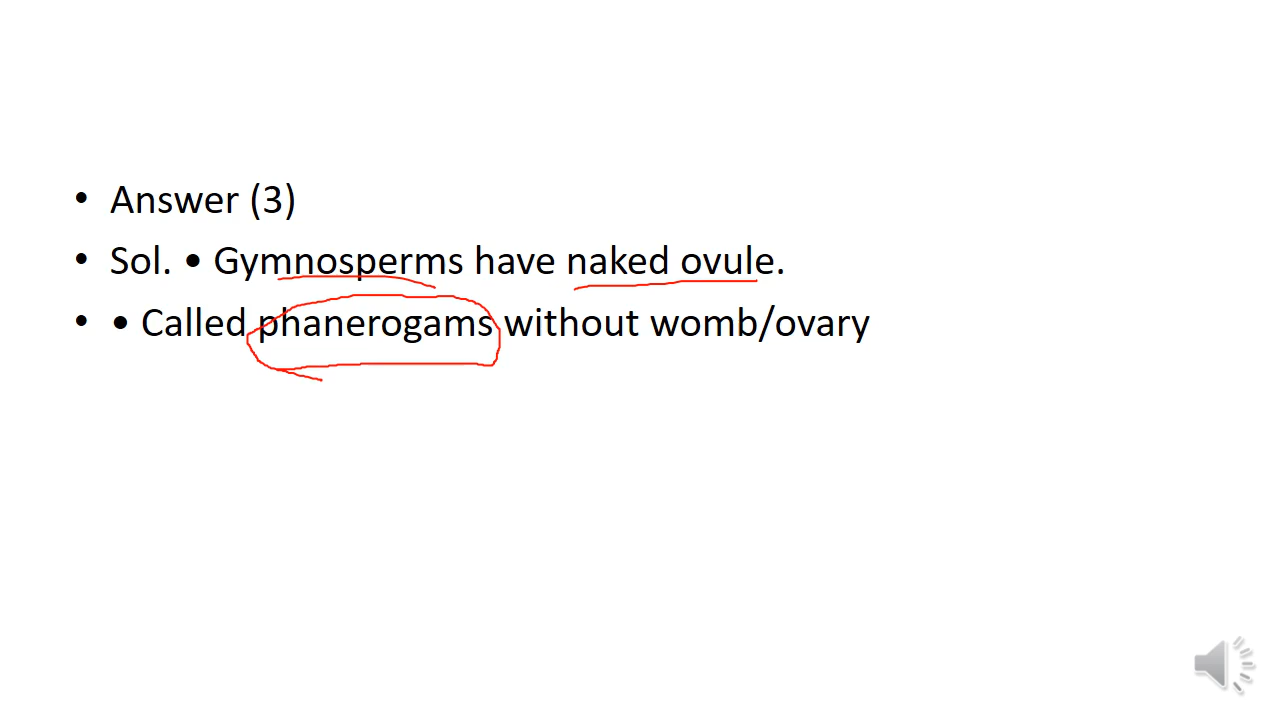 • Answer (3)
• Sol. • Gymnosperms have naked ovule.
• • Called phanerogams without womb/ovary